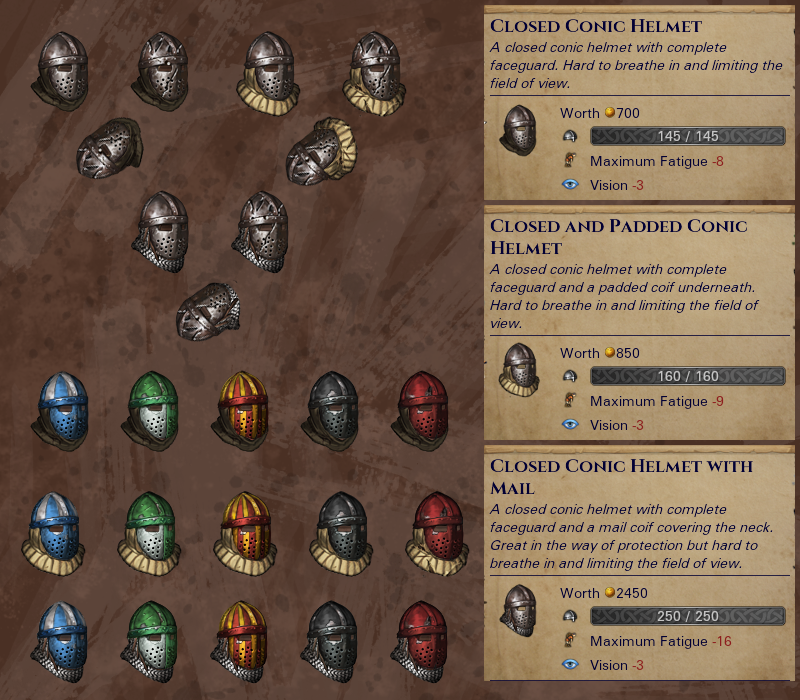 Closed Conic Helmet
A closed conic helmet with complete
faceguard. Hard to breathe in and limiting the
field of view.
Worth 700
145 / 145
Maximum Fatigue -8
Vision -3
Closed and Padded Conic
Helmet
A closed conic helmet with complete
faceguard and a padded coif underneath.
Hard to breathe in and limiting the field of
view.
Worth 850
160 / 160
Maximum Fatigue -9
Vision -3
Closed Conic Helmet with
Mail
A closed conic helmet with complete
faceguard and a mail coif covering the neck.
Great in the way of protection but hard to
breathe in and limiting the field of view.
Worth 2450
250 / 250
Maximum Fatigue -16
Vision -3